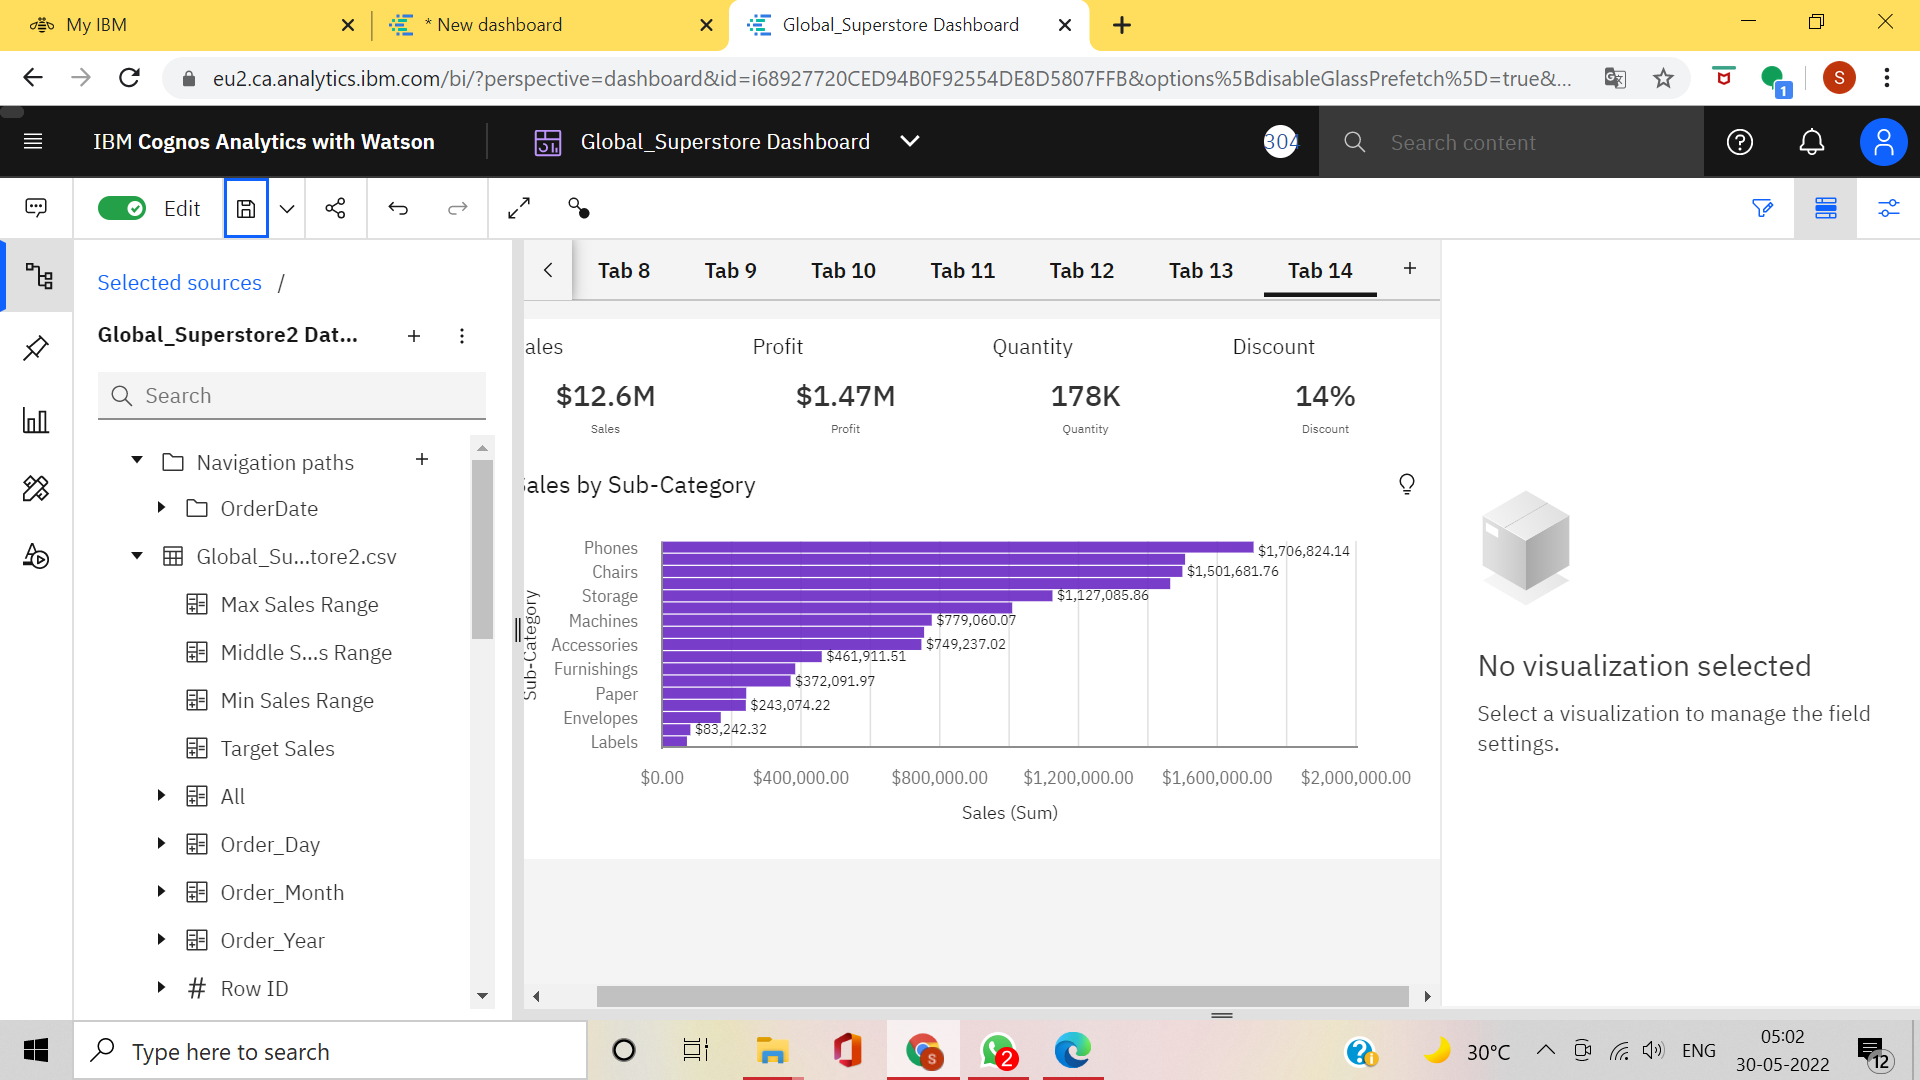 My IBM
* New dashboard
Global_Superstore Dashboard
eu2.ca.analytics.ibm.com/bi/?perspective=dashboard&id=i68927720CED94B0F92554DE8D5807FFB&options%5BdisableGlassPrefetch%5D=true&...
1
S
IBM Cognos Analytics with Watson
Global_Superstore Dashboard
304
Search content
Edit
Selected sources /
Global_Superstore2 Dat...
Search
Navigation paths
OrderDate
Global_Su...tore2.csv
Max Sales Range
Middle S...s Range
Min Sales Range
Target Sales
All
Order_Day
Order_Month
Order_Year
# Row ID
Tab 8 Tab 9 Tab 10 Tab 11 Tab 12 Tab 13 Tab 14
ales Profit Quantity Discount
$12.6M $1.47M 178K 14%
Sales Profit Quantity Discount
Sales by Sub-Category
Sub-Category
Phones $1,706,824.14
Chairs $1,501,681.76
Storage $1,127,085.86
Machines $779,060.07
Accessories $749,237.02
$461,911.51
Furnishings
$372,091.97
Paper
$243,074.22
Envelopes
$83,242.32
Labels
$0.00 $400,000.00 $800,000.00 $1,200,000.00 $1,600,000.00 $2,000,000.00
Sales (Sum)
No visualization selected
Select a visualization to manage the field
settings.
Type here to search
S
2
30°C
ENG
05:02
30-05-2022
12